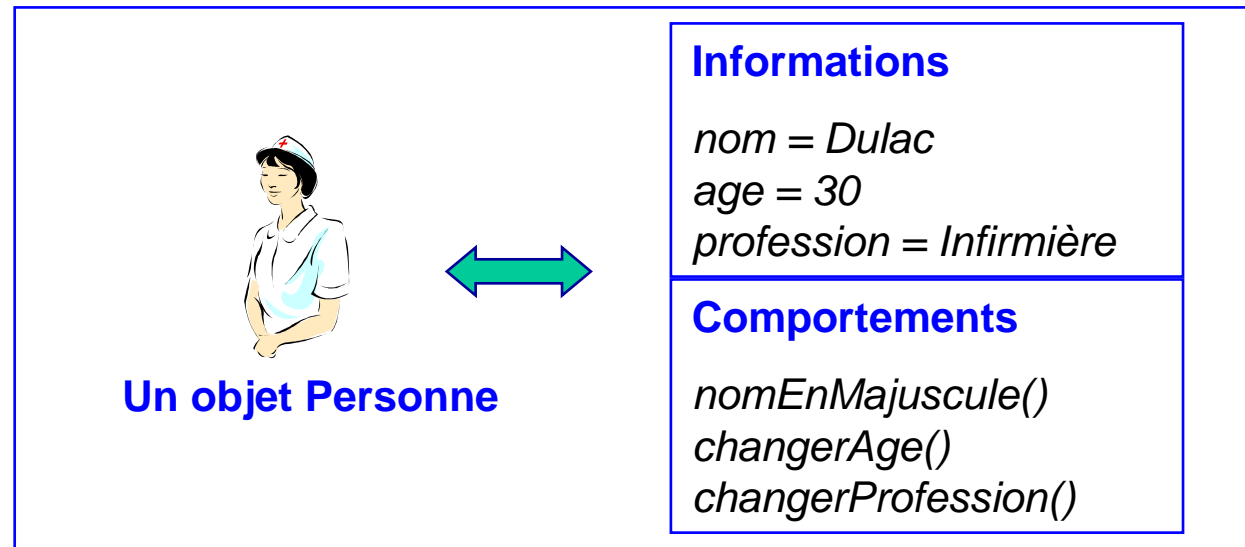 Informations
nom = Dulac
age = 30
profession = Infirmière
Un objet Personne
Comportements
nomEnMajuscule()
changerAge()
changerProfession()